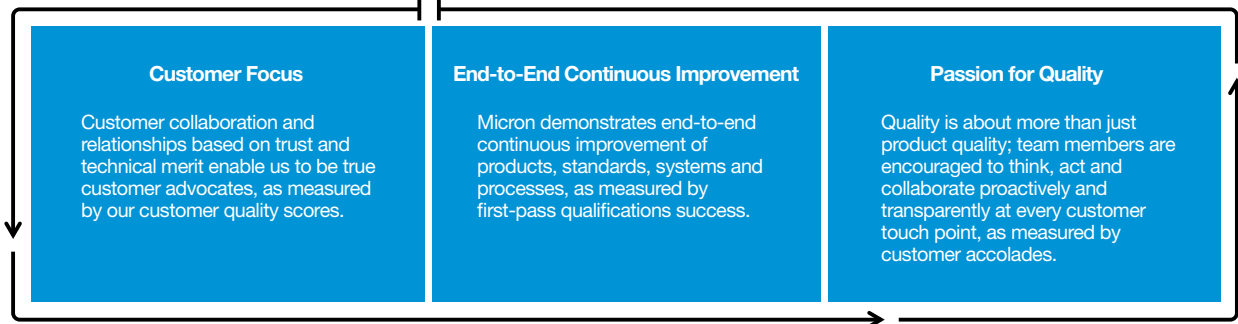 Customer Focus
Customer collaboration and
relationships based on trust and
technical merit enable us to be true
customer advocates, as measured
by our customer quality scores.
End-to-End Continuous Improvement
Micron demonstrates end-to-end
continuous improvement of
products, standards, systems and
processes, as measured by
first-pass qualifications success.
Passion for Quality
Quality is about more than just
product quality; team members are
encouraged to think, act and
collaborate proactively and
transparently at every customer
touch point, as measured by
customer accolades.